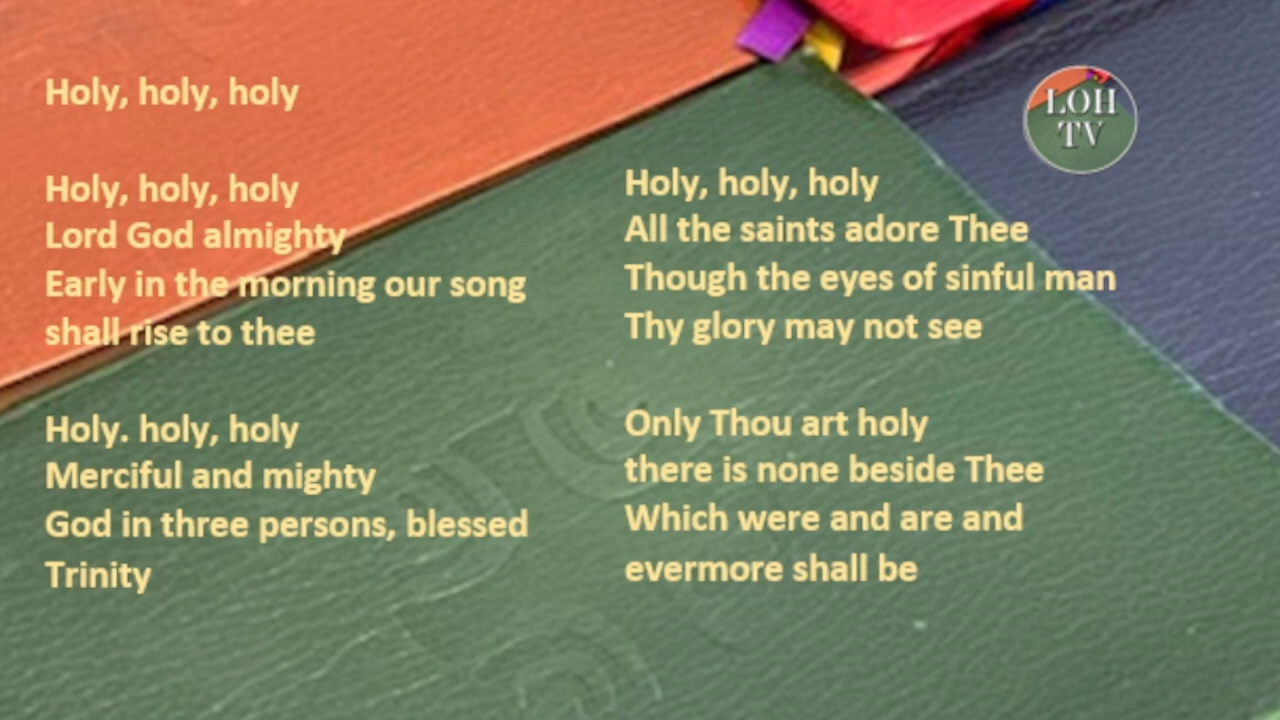 Holy, holy, holy
Holy, holy, holy
Lord God almighty
Early in the morning our song
shall rise to thee
Holy. holy, holy
Merciful and mighty
God in three persons, blessed
Trinity
LOH
TV
Holy, holy, holy
All the saints adore Thee
Though the eyes of sinful man
Thy glory may not see
Only Thou art holy
there is none beside Thee
Which were and are and
evermore shall be